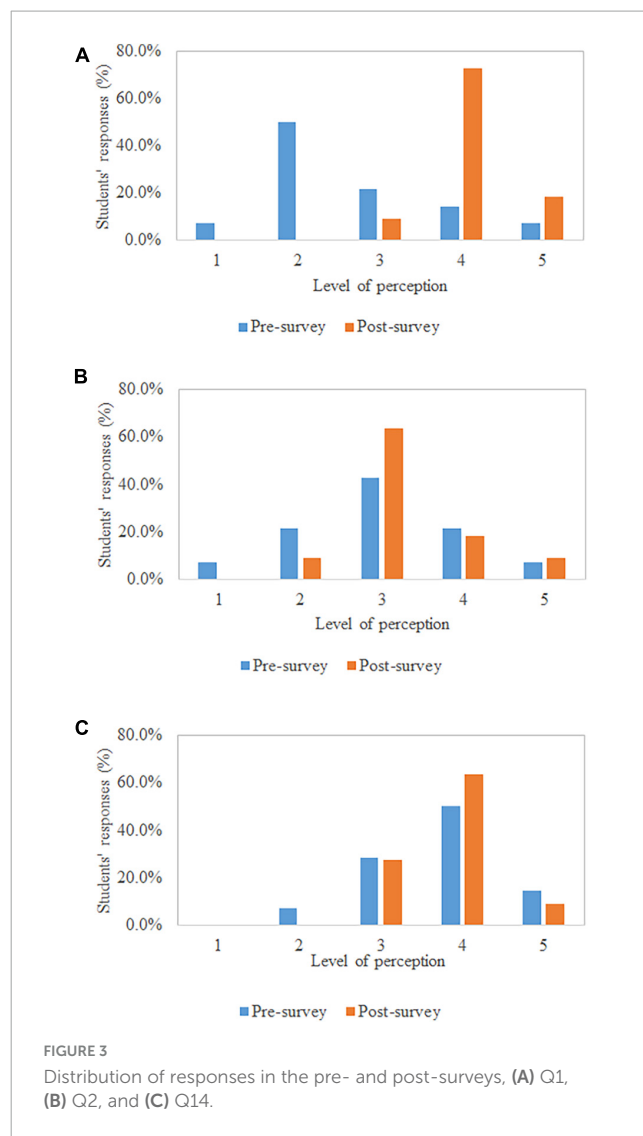 A
Students' responses (%)
80.0%
60.0%
40.0%
20.0%
0.0%
1 2 3 4 5
Level of perception
Pre-survey Post-survey
B
Students' responses (%)
80.0%
60.0%
40.0%
20.0%
0.0%
1 2 3 4 5
Level of perception
Pre-survey Post-survey
C
Students' responses (%)
80.0%
60.0%
40.0%
20.0%
0.0%
1 2 3 4 5
Level of perception
Pre-survey Post-survey
FIGURE 3
Distribution of responses in the pre- and post-surveys, (A) Q1,
(B) Q2, and (C) Q14.